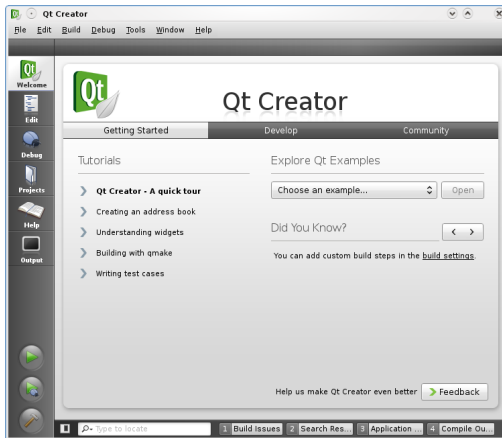 Qt Creator
File Edit Build Debug Tools Window Help
Qt
Welcome
Edit
Debug
Projects
Help
Output
Qt
Qt Creator
Getting Started
Develop
Community
Tutorials
Qt Creator - A quick tour
Creating an address book
Understanding widgets
Building with qmake
Writing test cases
Explore Qt Examples
Choose an example...
Open
Did You Know?
You can add custom build steps in the build settings.
Help us make Qt Creator even better
Feedback
Type to locate
1 Build Issues
2 Search Res...
3 Application ...
4 Compile Ou...